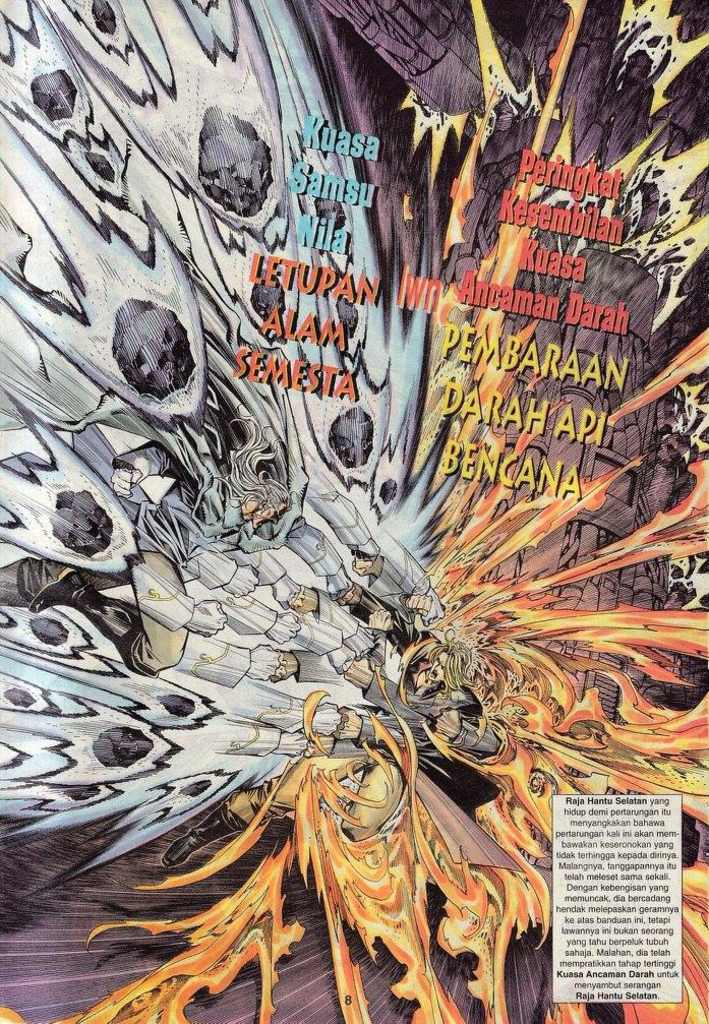 Kuasa
Samsu
Nila
LETUPAN
ALAM
SEMESTA
lwn
Peringkat
Kesembilan
Kuasa
Ancaman Darah
PEMBARAAN
DARAH API
BENCANA
Raja Hantu Selatan yang
hidup demi pertarungan itu
menyangkakan bahawa
pertarungan kali ini akan mem-
bawakan keseronokan yang
tidak terhingga kepada dirinya.
Malangnya, tanggapannya itu
telah meleset sama sekali.
Dengan kebengisan yang
memuncak, dia bercadang
hendak melepaskan geramnya
ke atas banduan ini, tetapi
lawannya ini bukan seorang
yang tahu berpeluk tubuh
sahaja. Malahan, dia telah
mempratikkan tahap tertinggi
Kuasa Ancaman Darah untuk
menyambut serangan
Raja Hantu Selatan.
8